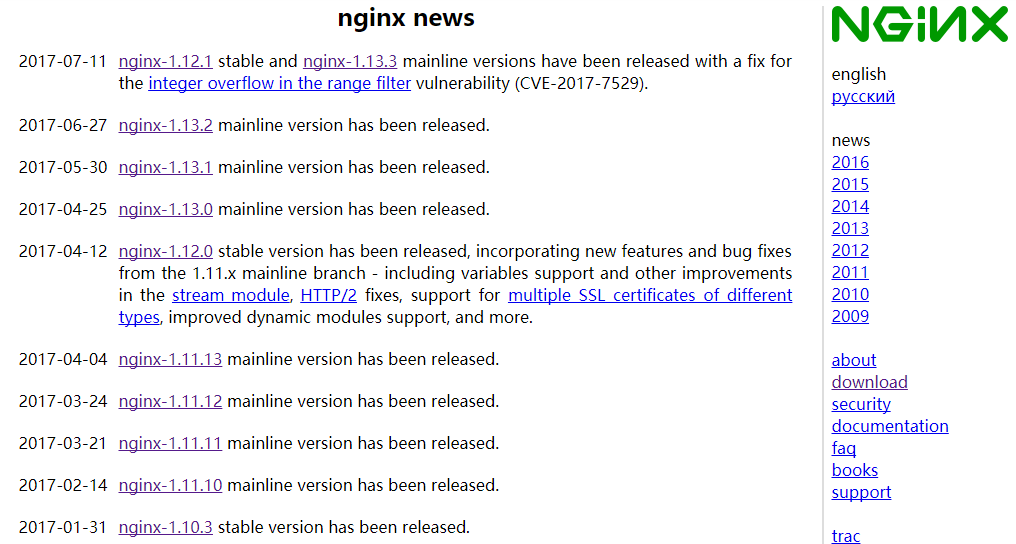 nginx news
2017-07-11 nginx-1.12.1 stable and nginx-1.13.3 mainline versions have been released with a fix for
the integer overflow in the range filter vulnerability (CVE-2017-7529).
2017-06-27 nginx-1.13.2 mainline version has been released.
2017-05-30 nginx-1.13.1 mainline version has been released.
2017-04-25 nginx-1.13.0 mainline version has been released.
2017-04-12 nginx-1.12.0 stable version has been released, incorporating new features and bug fixes
from the 1.11.x mainline branch - including variables support and other improvements
in the stream module, HTTP/2 fixes, support for multiple SSL certificates of different
types, improved dynamic modules support, and more.
2017-04-04 nginx-1.11.13 mainline version has been released.
2017-03-24 nginx-1.11.12 mainline version has been released.
2017-03-21 nginx-1.11.11 mainline version has been released.
2017-02-14 nginx-1.11.10 mainline version has been released.
2017-01-31 nginx-1.10.3 stable version has been released.
NGINX
english
русский
news
2016
2015
2014
2013
2012
2011
2010
2009
about
download
security
documentation
faq
books
support
trac